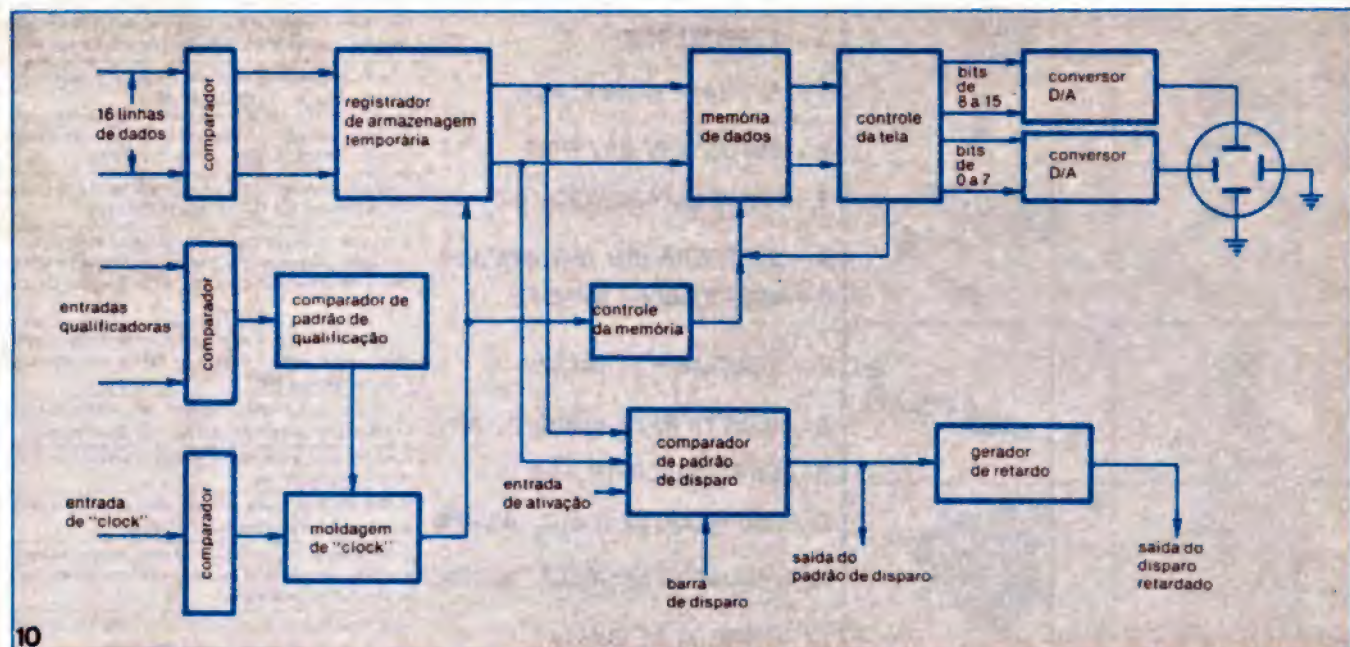 16 linhas
de dados
comparador
registrador
de armazenagem
temporária
memória
de dados
controle
da tela
bits
de
8 a 15
bits
de
0 a 7
conversor
D/A
conversor
D/A
entradas
qualificadoras
comparador
comparador de
padrão de
qualificação
controle
da memória
entrada
de "clock"
comparador
moldagem
de "clock"
entrada
de ativação
comparador
de padrão
de disparo
gerador
de retardo
barra
de disparo
saída do
padrão de disparo
saída do
disparo
retardado
10